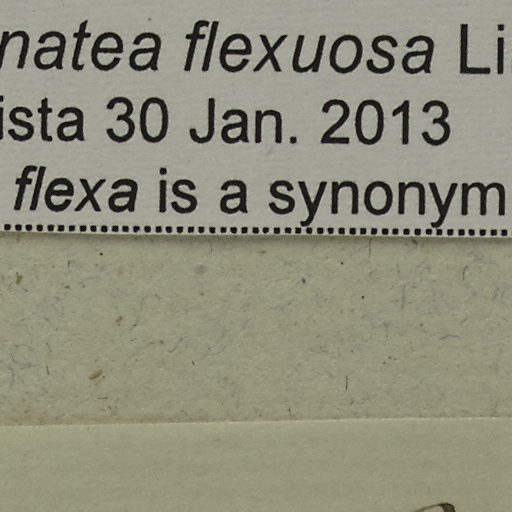 natea flexuosa Li
ista 30 Jan. 2013
flexa is a synonym